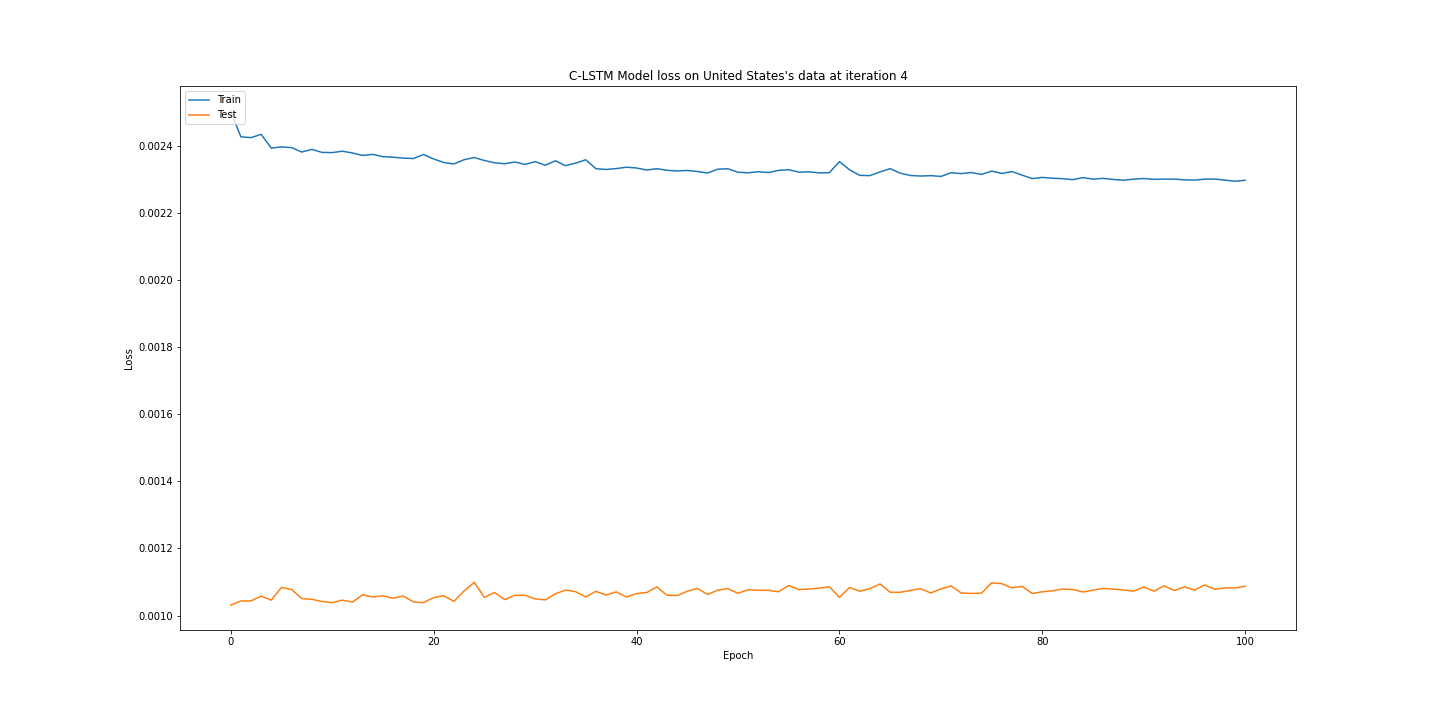 C-LSTM Model loss on United States's data at iteration 4
Train
Test
0.0024
0.0022
0.0020
0.0018
0.0016
0.0014
0.0012
0.0010
Loss
0 20 40 60 80 100
Epoch